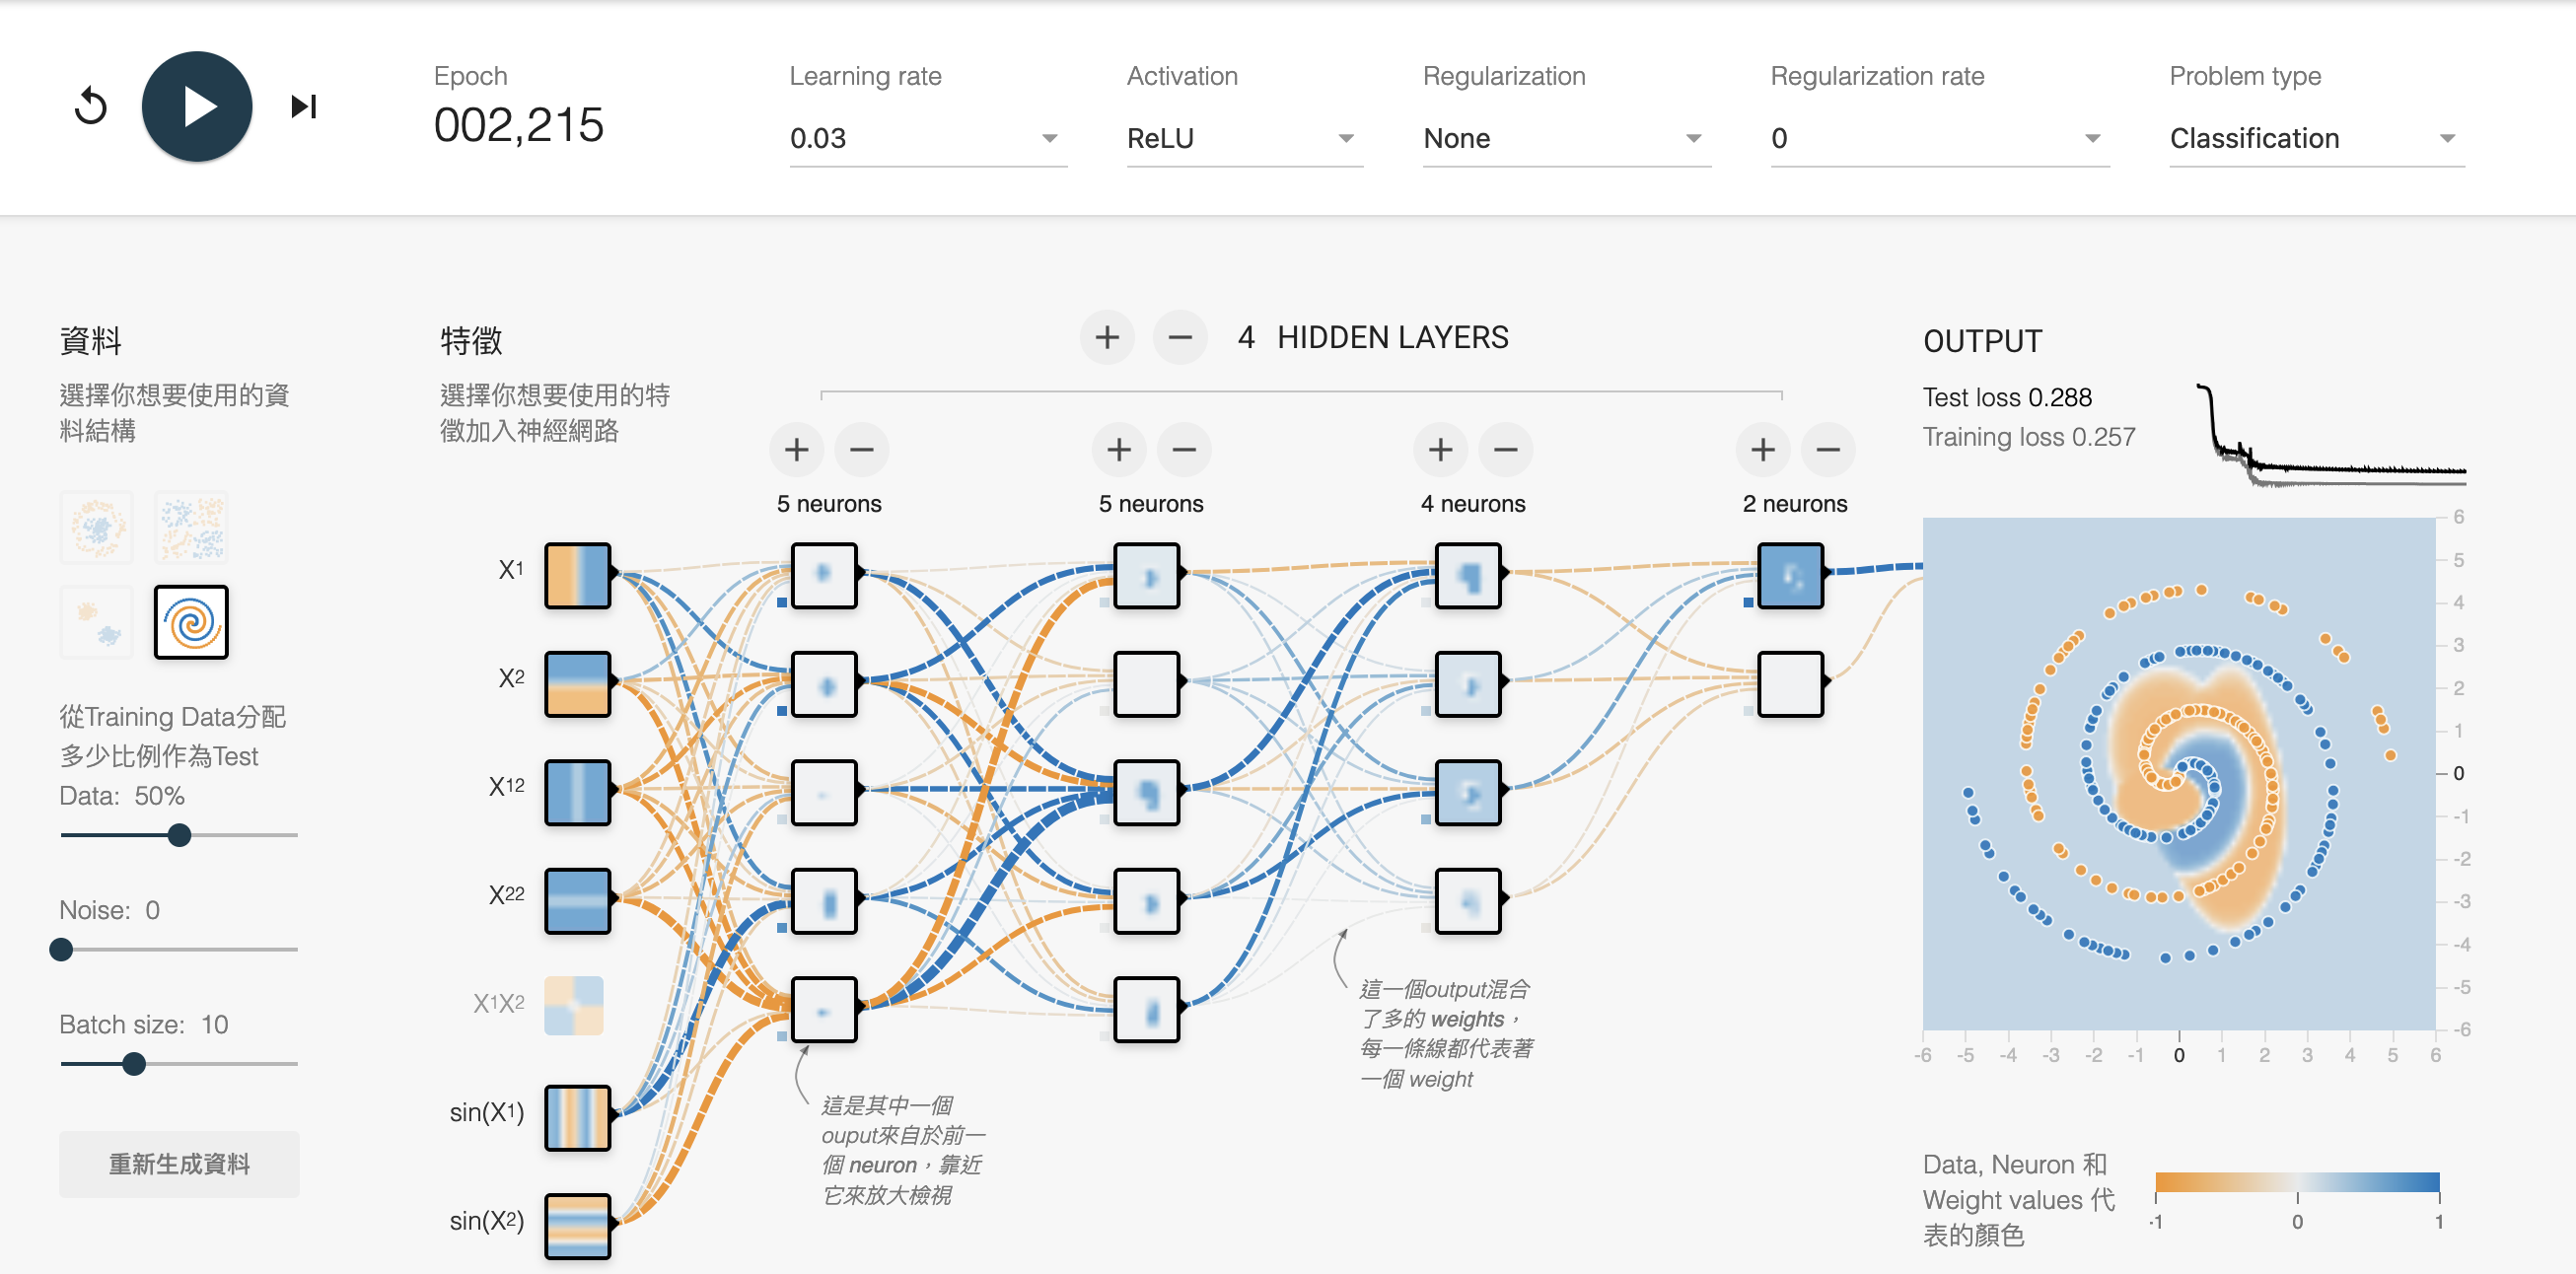 Epoch
002,215
Learning rate
0.03
Activation
ReLU
Regularization
None
Regularization rate
0
Problem type
Classification
資料
選擇你想要使用的資
料結構
從Training Data分配
多少比例作為Test
Data: 50%
Noise: 0
Batch size: 10
重新生成資料
特徵
選擇你想要使用的特
徵加入神經網路
X1
X2
X12
X22
X1X2
sin(X1)
sin(X2)
4 HIDDEN LAYERS
5 neurons
5 neurons
4 neurons
2 neurons
這是其中一個
ouput來自於前一
個 neuron，靠近
它來放大檢視
這一個output混合
了多的 weights，
每一條線都代表著
一個 weight
OUTPUT
Test loss 0.288
Training loss 0.257
6
5
4
3
2
1
0
-1
-2
-3
-4
-5
-6
-6 -5 -4 -3 -2 -1 0 1 2 3 4 5 6
Data, Neuron 和
Weight values 代
表的顏色
-1 0 1